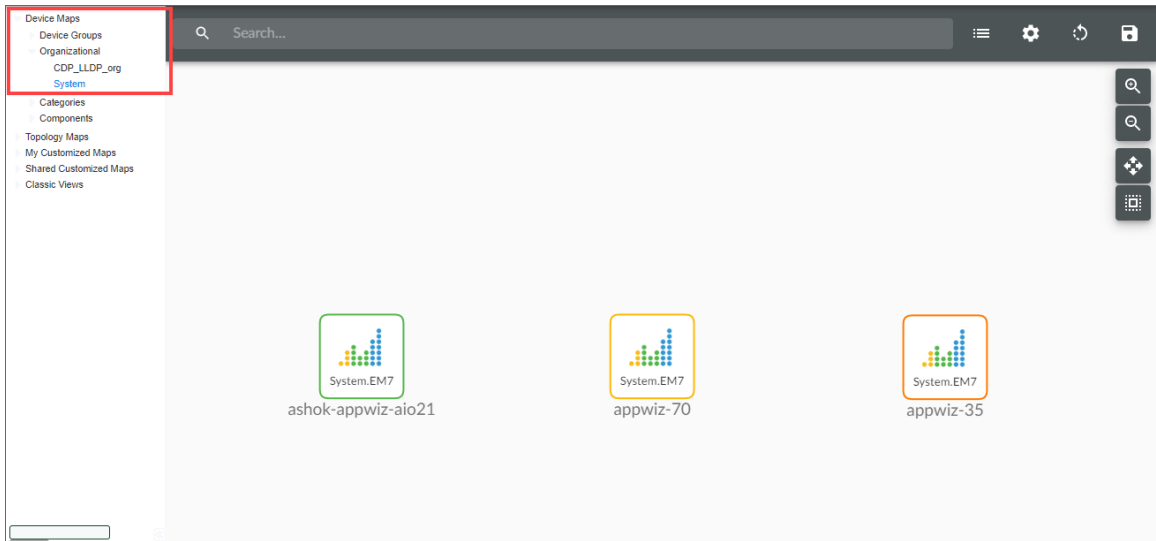 Device Maps
Device Groups
Organizational
CDP_LLDP_org
System
Categories
Components
Topology Maps
My Customized Maps
Shared Customized Maps
Classic Views
Search...
System.EM7
ashok-appwiz-aio21
System.EM7
appwiz-70
System.EM7
appwiz-35